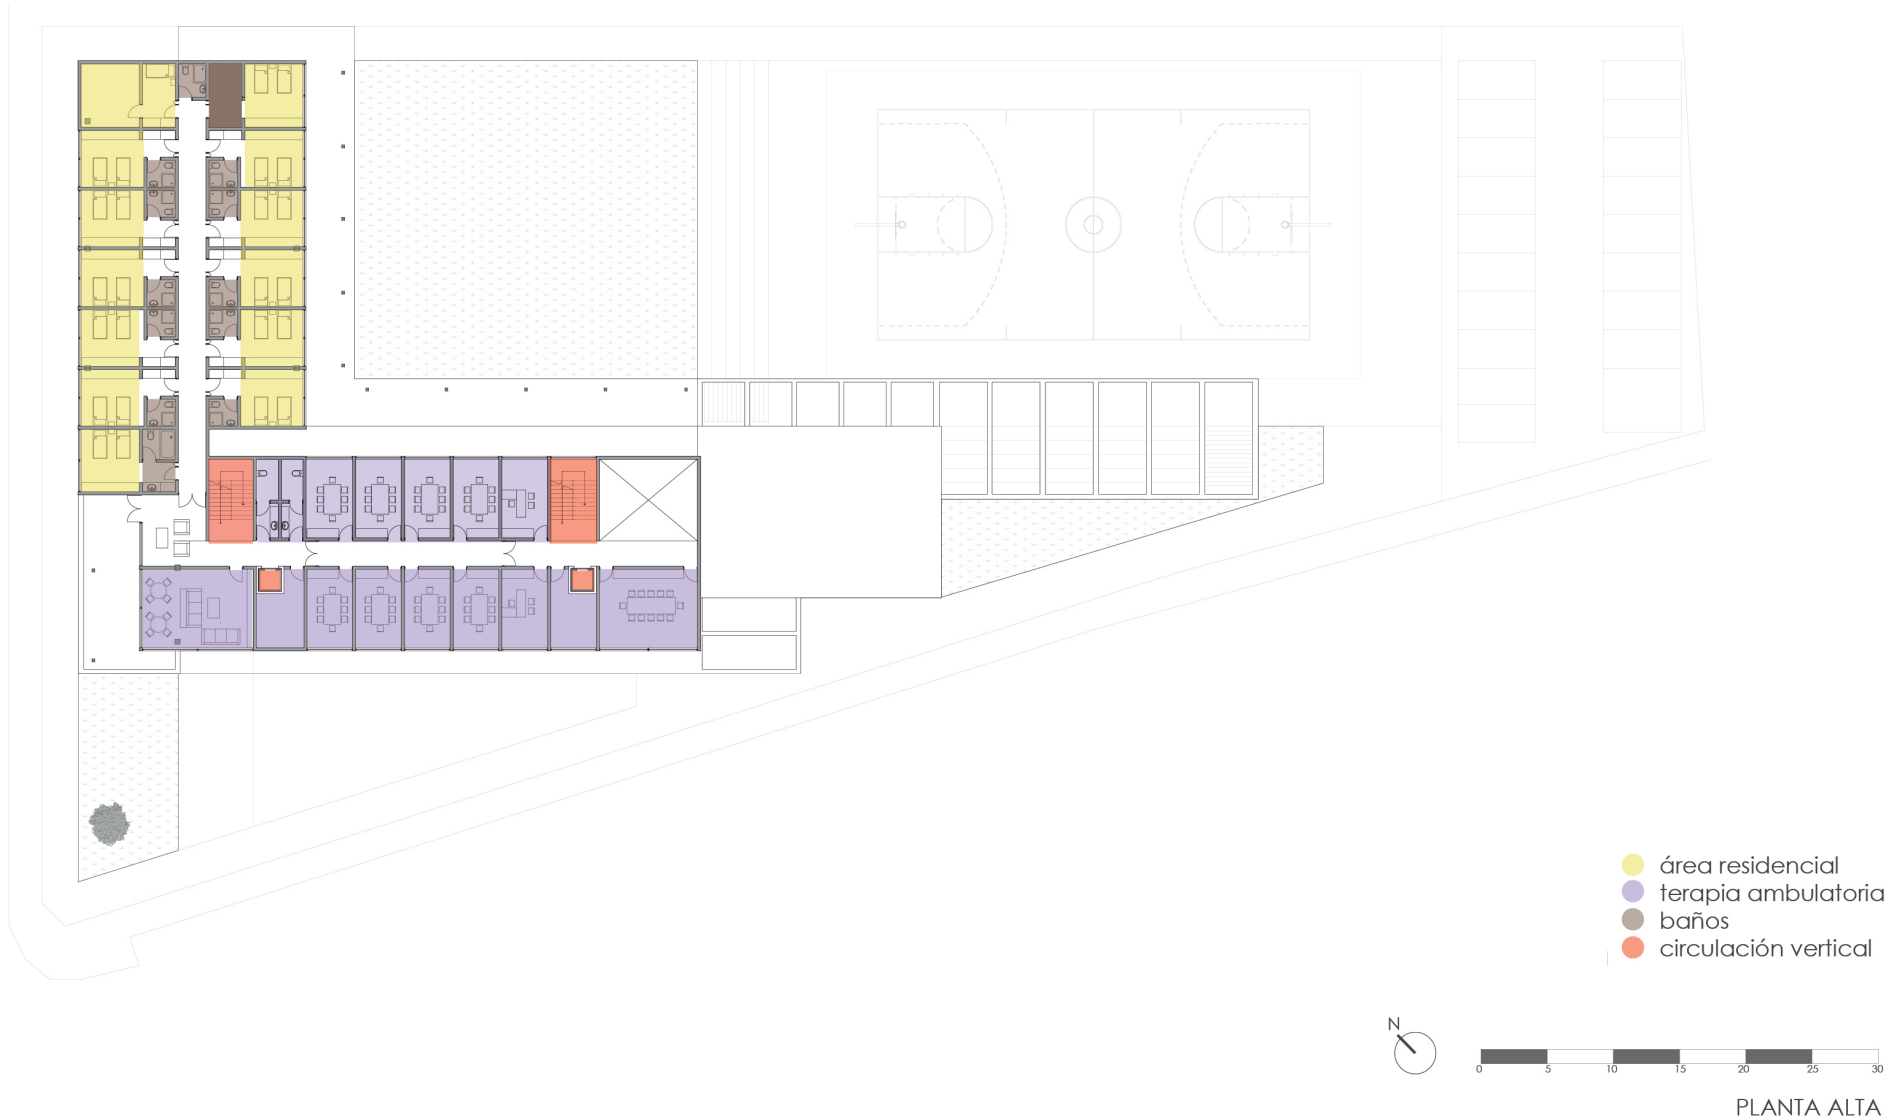 área residencial
terapia ambulatoria
baños
circulación vertical
N
0 5 10 15 20 25 30
PLANTA ALTA